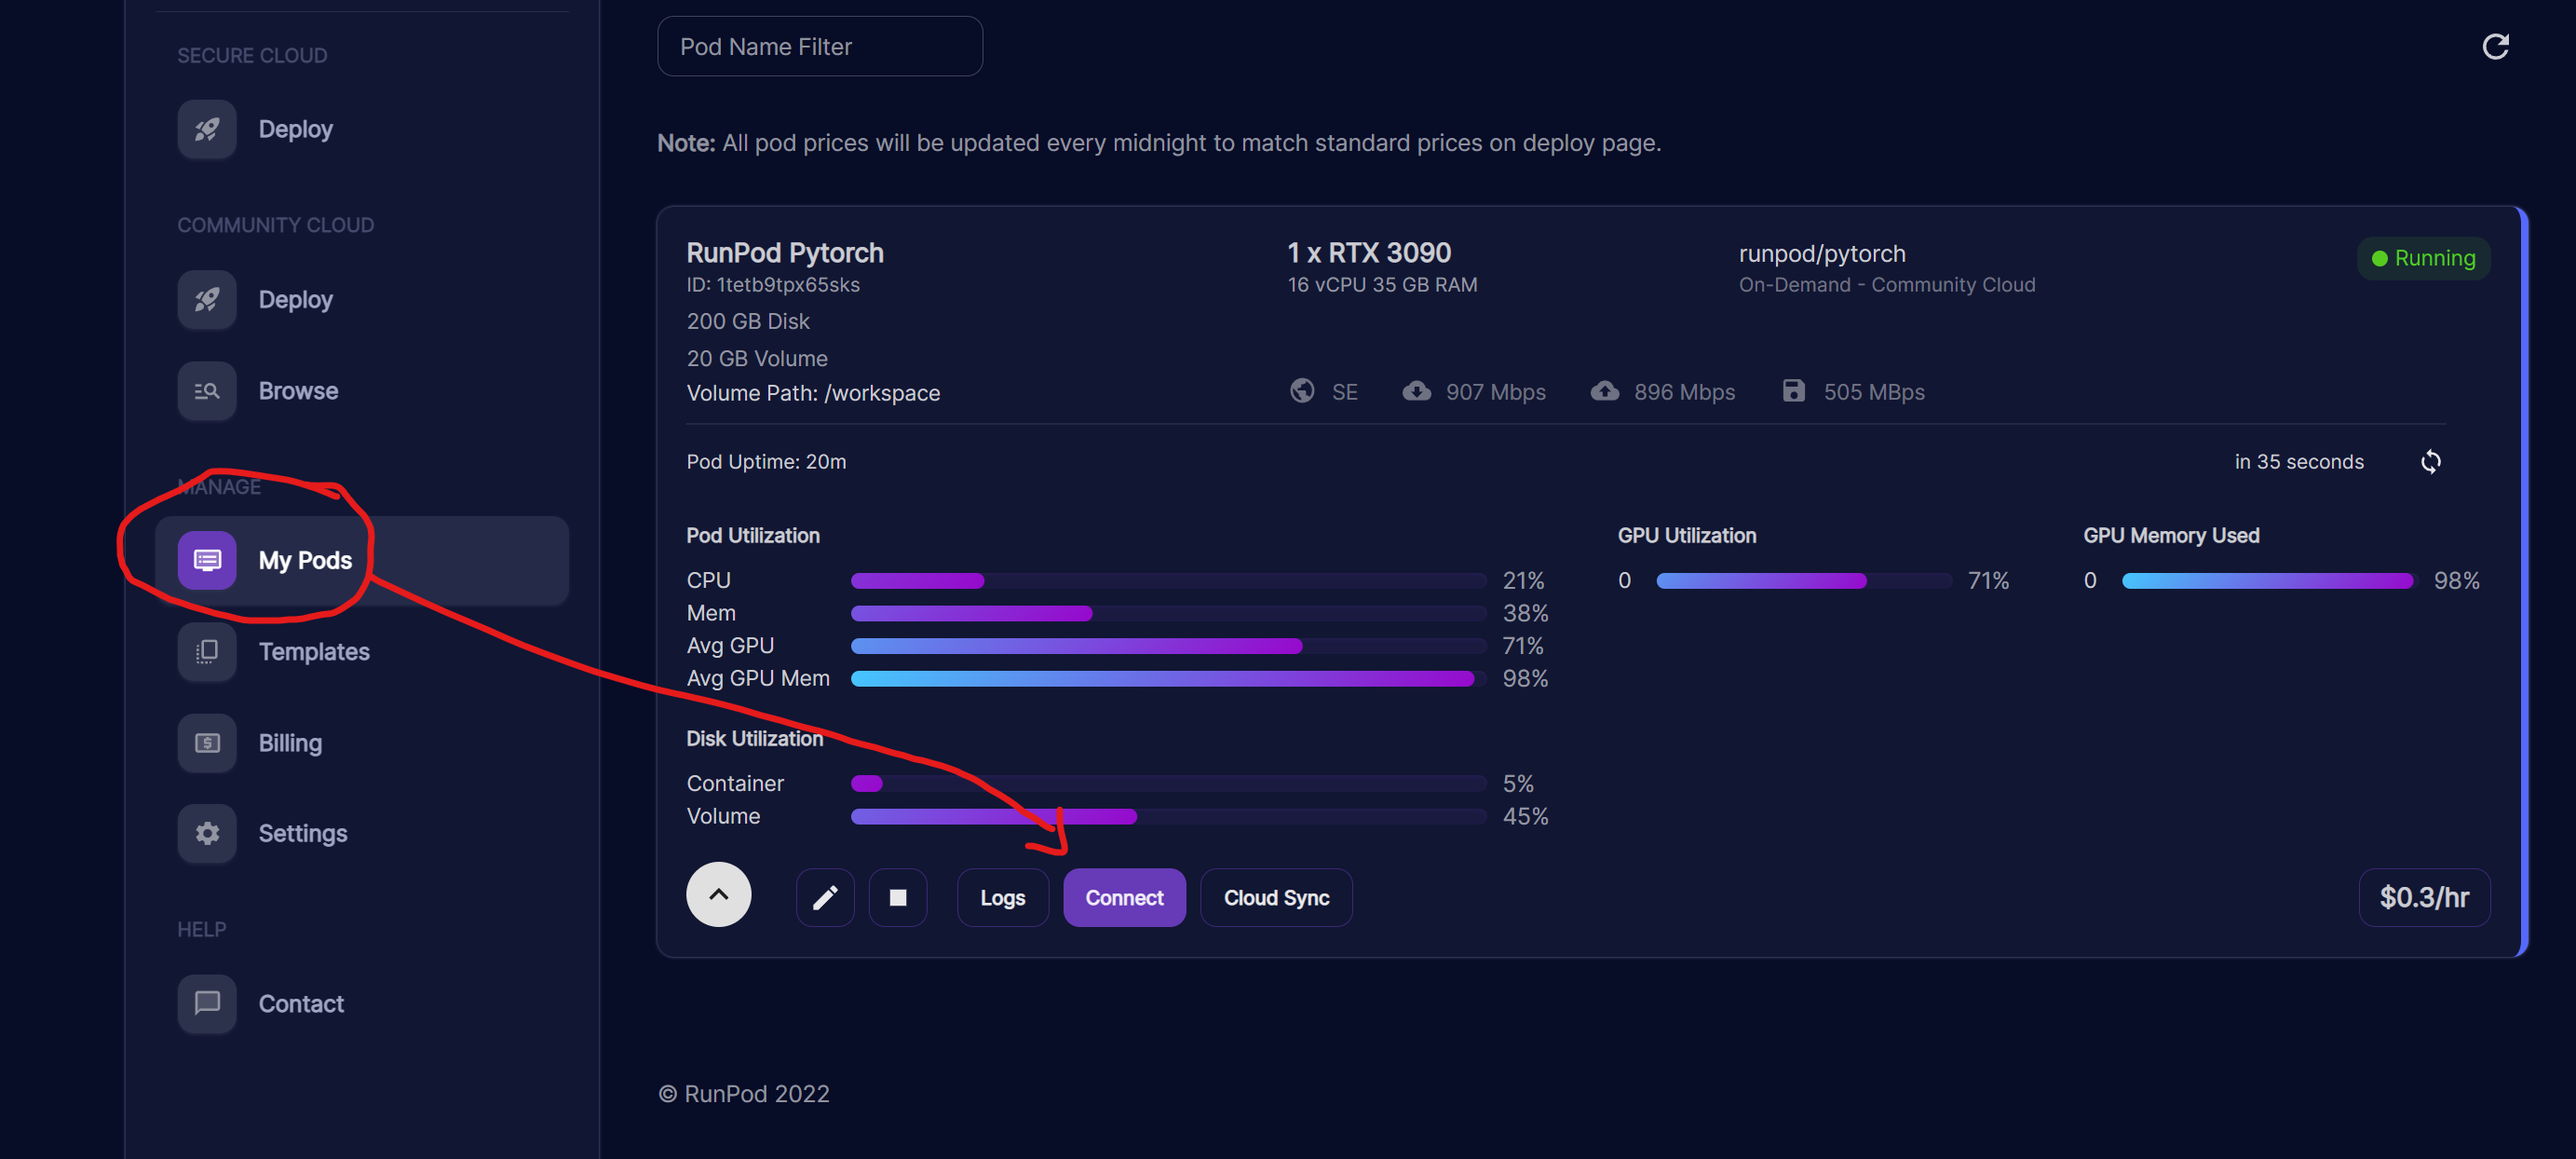 SECURE CLOUD
Deploy
COMMUNITY CLOUD
Deploy
Browse
MANAGE
My Pods
Templates
Billing
Settings
HELP
Contact
Pod Name Filter
Note: All pod prices will be updated every midnight to match standard prices on deploy page.
RunPod Pytorch
ID: 1tetb9tpx65sks
200 GB Disk
20 GB Volume
Volume Path: /workspace
1 x RTX 3090
16 vCPU 35 GB RAM
runpod/pytorch
On-Demand - Community Cloud
Running
SE 907 Mbps 896 Mbps 505 MBps
Pod Uptime: 20m
in 35 seconds
Pod Utilization
CPU 21%
Mem 38%
Avg GPU 71%
Avg GPU Mem 98%
GPU Utilization
0 71%
GPU Memory Used
0 98%
Disk Utilization
Container 5%
Volume 45%
Logs Connect Cloud Sync
$0.3/hr
© RunPod 2022